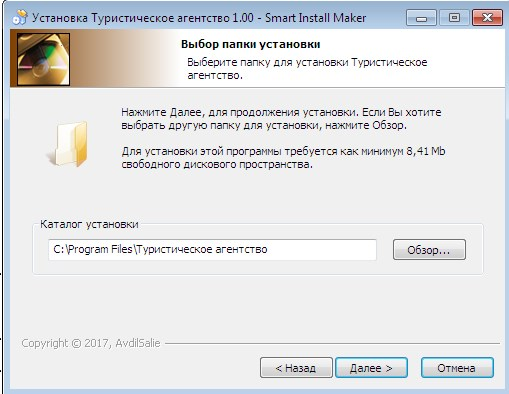 Установка Туристическое агентство 1.00 - Smart Install Maker
Выбор папки установки
Выберите папку для установки Туристическое
агентство.
Нажмите Далее, для продолжения установки. Если Вы хотите
выбрать другую папку для установки, нажмите Обзор.
Для установки этой программы требуется как минимум 8,41 Mb
свободного дискового пространства.
Каталог установки
C:\Program Files\Туристическое агентство
Обзор...
Copyright © 2017, AvdilSalie
< Назад
Далее >
Отмена